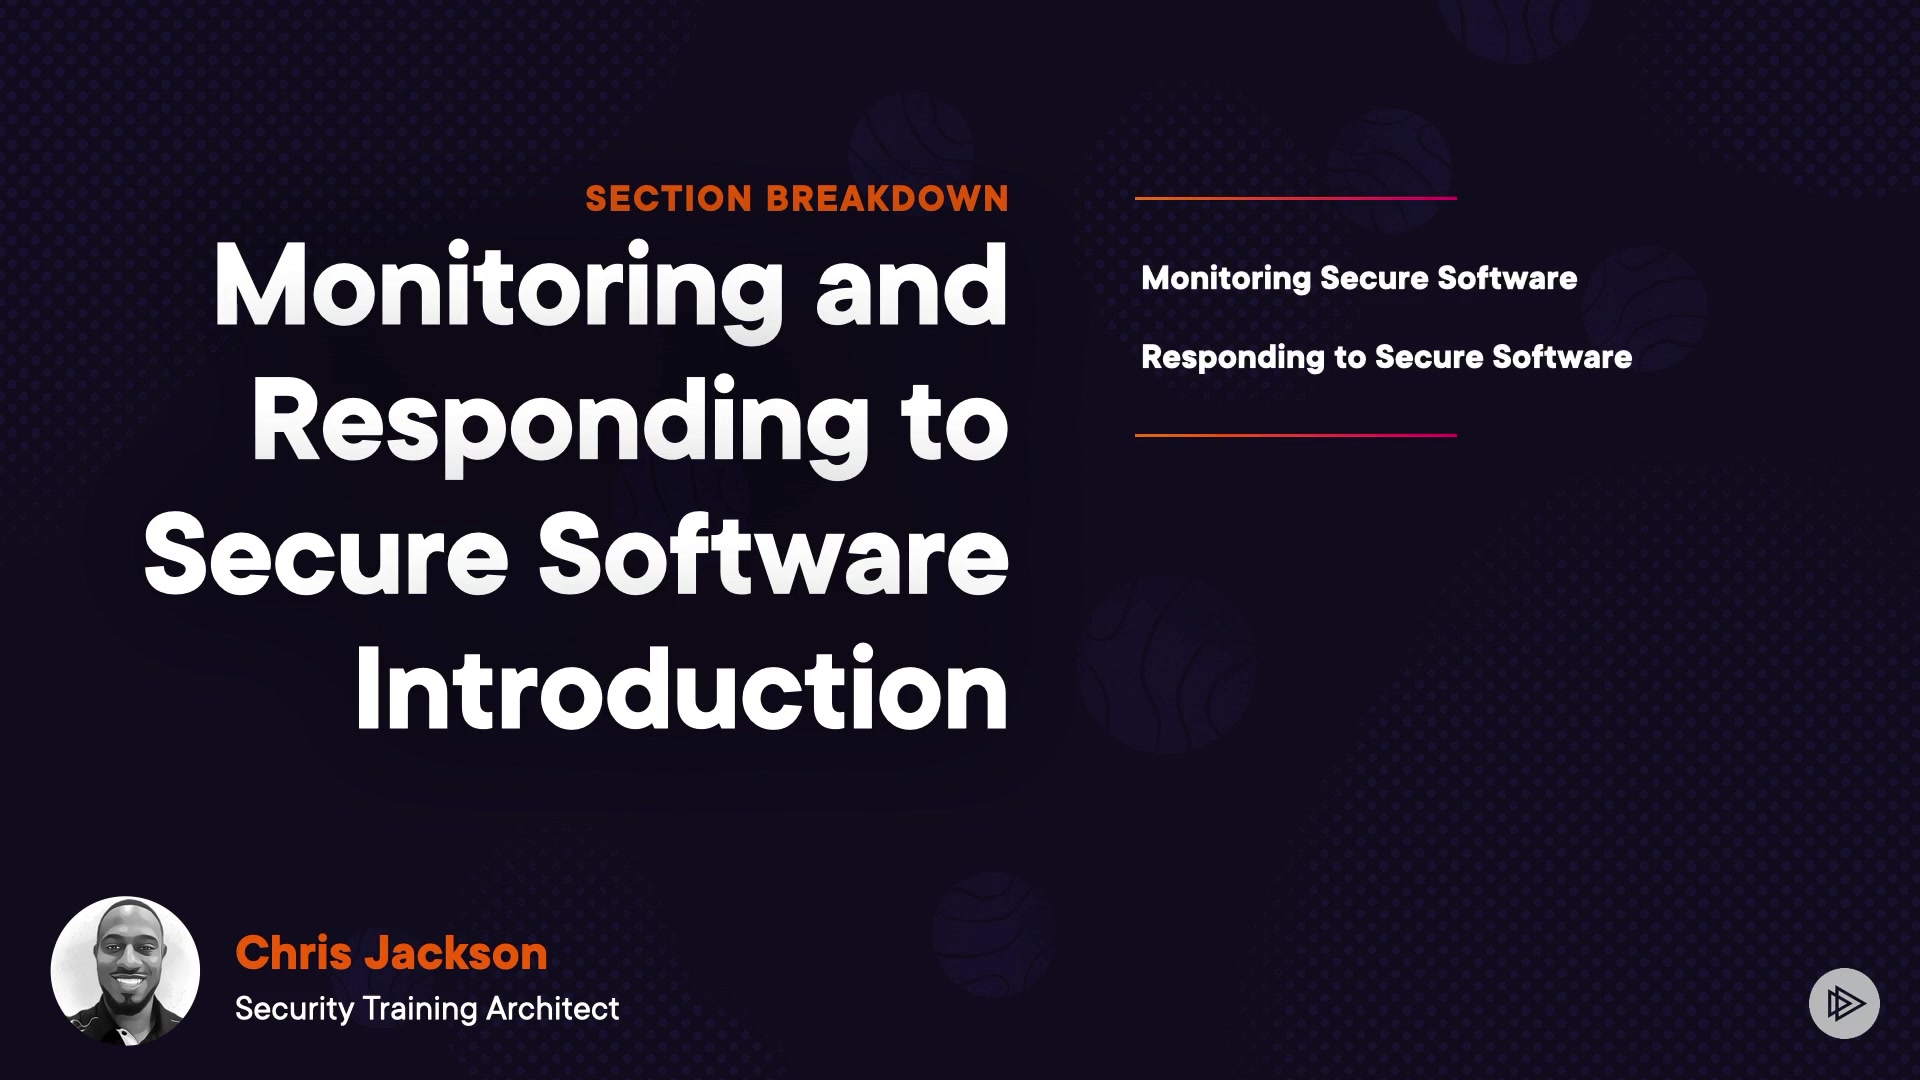 SECTION BREAKDOWN
Monitoring and
Responding to
Secure Software
Introduction
Monitoring Secure Software
Responding to Secure Software
Chris Jackson
Security Training Architect